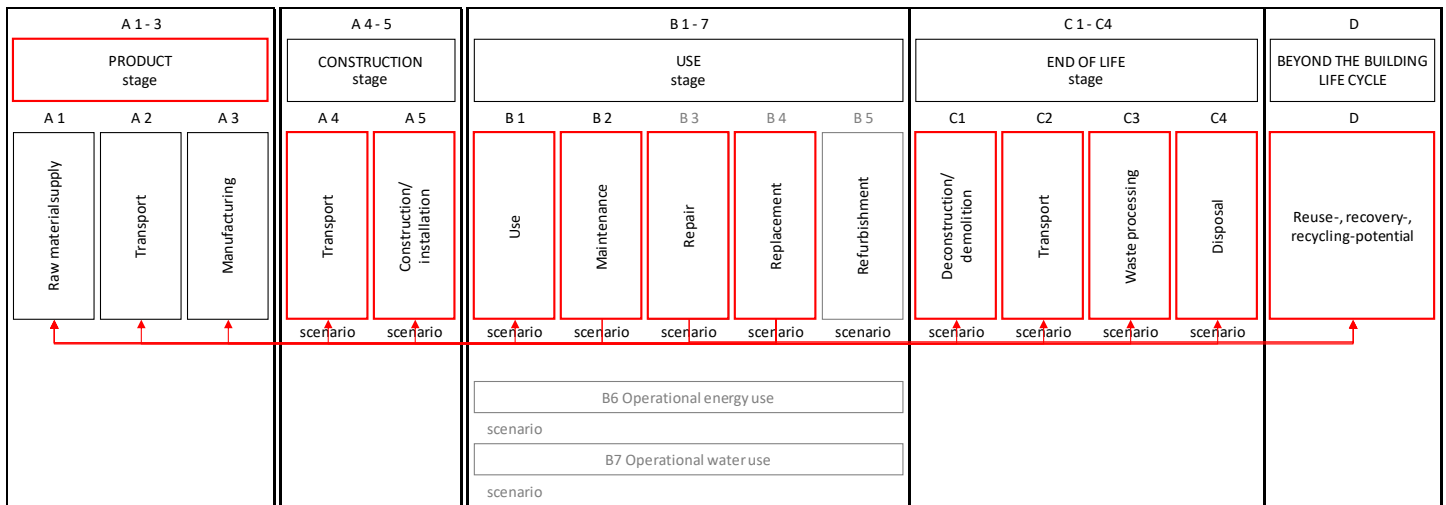 A 1 - 3
A 4 - 5
B 1 - 7
C 1 - C4
D
PRODUCT
stage
CONSTRUCTION
stage
USE
stage
END OF LIFE
stage
BEYOND THE BUILDING
LIFE CYCLE
A 1
A 2
A 3
A 4
A 5
B 1
B 2
B 3
B 4
B 5
C1
C2
C3
C4
D
Raw material supply
Transport
Manufacturing
Transport
Construction/
installation
Use
Maintenance
Repair
Replacement
Refurbishment
Deconstruction/
demolition
Transport
Waste processing
Disposal
Reuse-, recovery-,
recycling-potential
scenario
scenario
scenario
scenario
scenario
scenario
scenario
scenario
scenario
scenario
scenario
B6 Operational energy use
scenario
B7 Operational water use
scenario